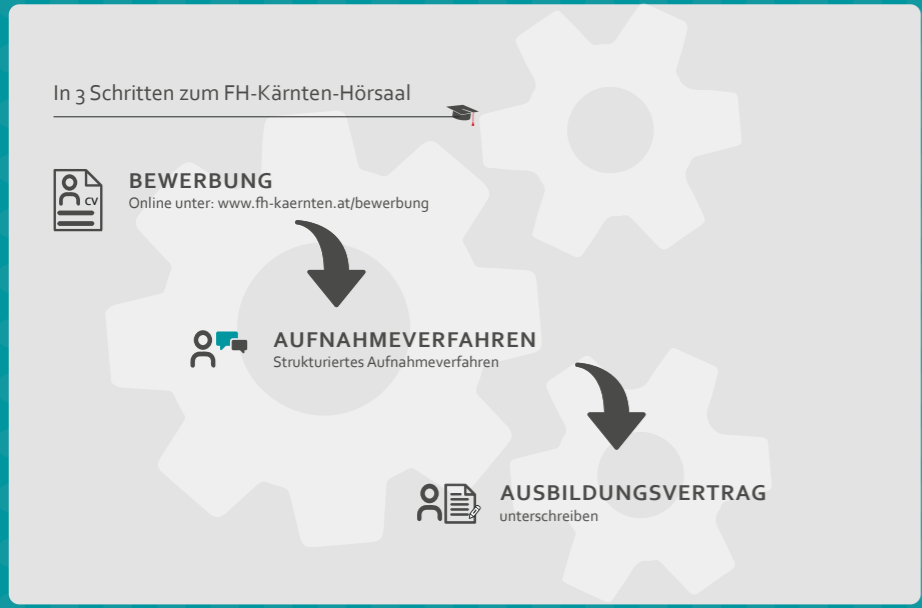 In 3 Schritten zum FH-Kärnten-Hörsaal
BEWERBUNG
CV
Online unter: www.fh-kaernten.at/bewerbung
AUFNAHMEVERFAHREN
Strukturiertes Aufnahmeverfahren
AUSBILDUNGSVERTRAG
unterschreiben